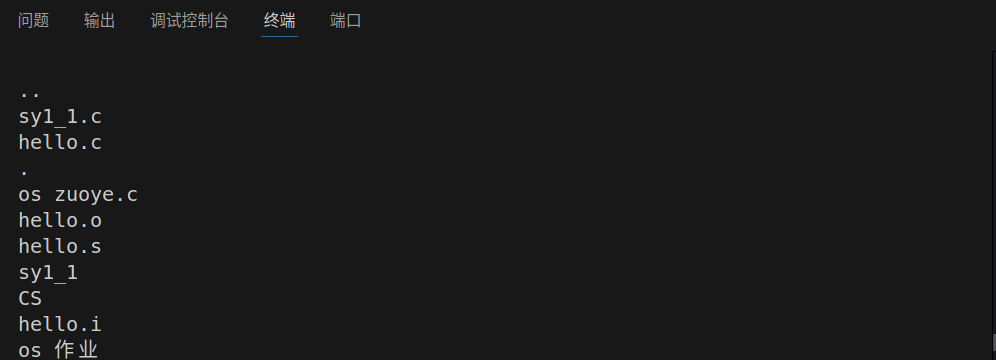 问题 输出 调试控制台 终端 端口
..
sy1_1.c
hello.c
.
os zuoye.c
hello.o
hello.s
sy1_1
CS
hello.i
os 作业